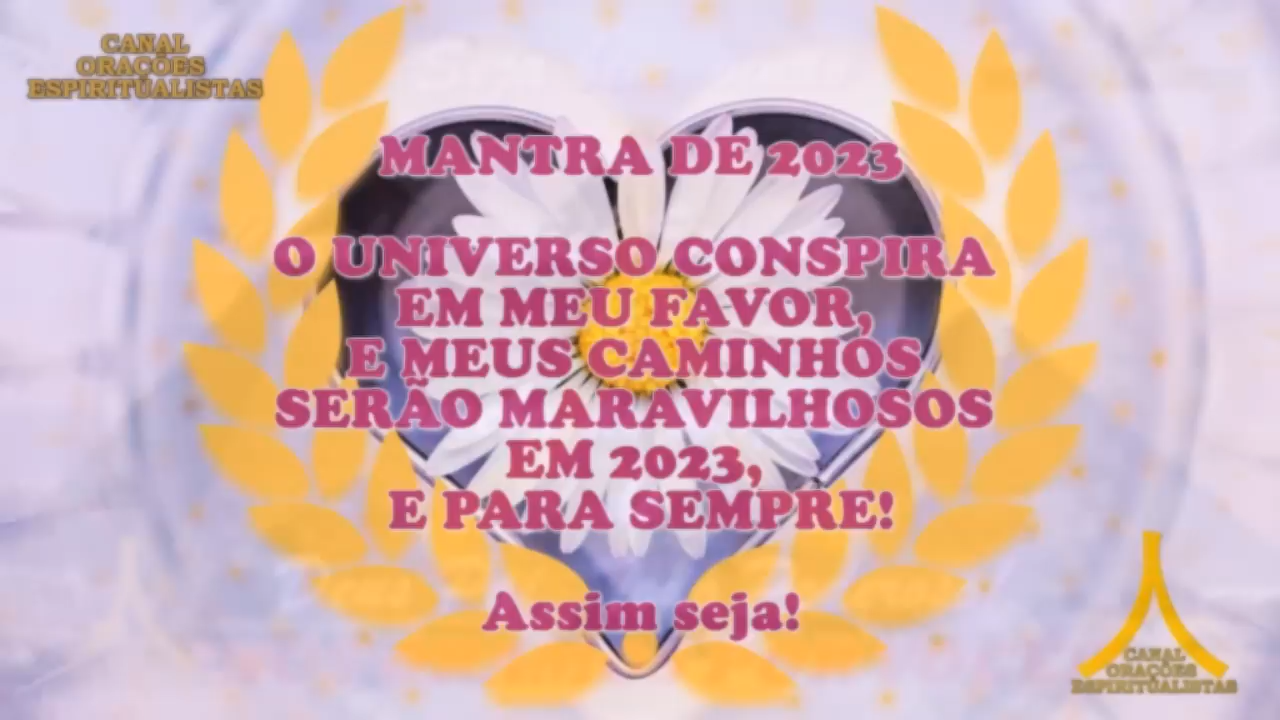 CANAL
ORAÇÕES
ESPIRITUALISTAS
MANTRA DE 2023
O UNIVERSO CONSPIRA
EM MEU FAVOR,
E MEUS CAMINHOS
SERÃO MARAVILHOSOS
EM 2023,
E PARA SEMPRE!
Assim seja!
CANAL
ORAÇÕES
ESPIRITUALISTAS